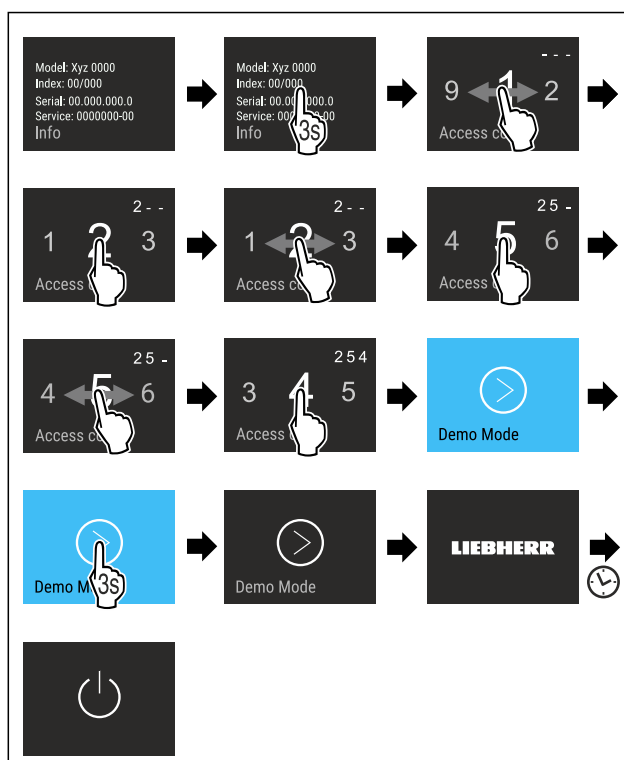 Model: Xyz 0000
Index: 00/000
Serial: 00.000.000.0
Service: 0000000-00
Info
Model: Xyz 0000
Index: 00/000
Serial: 00.0 000.0
Service: 000 -00
Info
3s
- - -
9 1 2
Access c
2 - -
1 2 3
Access c
2 - -
1 2 3
Access c
2 5 -
4 5 6
Access c
2 5 -
4 5 6
Access c
2 5 4
3 4 5
Access c
Demo Mode
Demo M
3s
Demo Mode
LIEBHERR